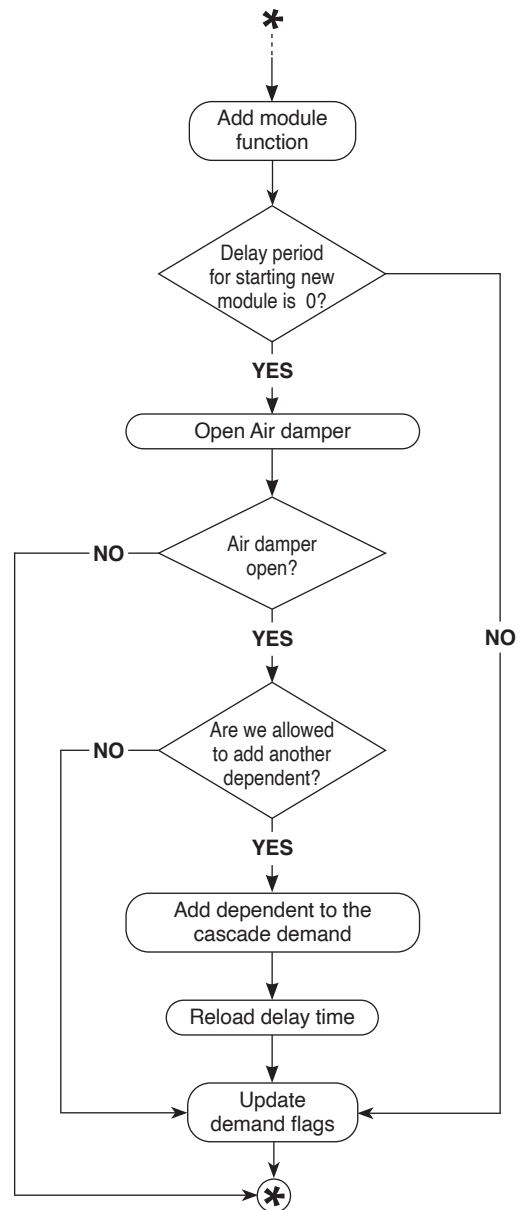 *
Add module
function
Delay period
for starting new
module is 0?
YES
Open Air damper
NO
Air damper
open?
YES
NO
NO
Are we allowed
to add another
dependent?
YES
Add dependent to the
cascade demand
Reload delay time
Update
demand flags
*